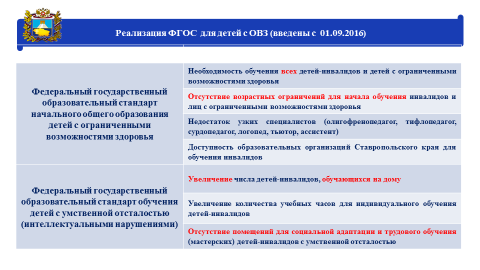 Реализация ФГОС для детей с ОВЗ (введены с 01.09.2016)
Федеральный государственный
образовательный стандарт
начального общего образования
детей с ограниченными
возможностями здоровья
Необходимость обучения всех детей-инвалидов и детей с ограниченными
возможностями здоровья
Отсутствие возрастных ограничений для начала обучения инвалидов и
лиц с ограниченными возможностями здоровья
Недостаток узких специалистов (олигофренопедагог, тифлопедагог,
сурдопедагог, логопед, тьютор, ассистент)
Доступность образовательных организаций Ставропольского края для
обучения инвалидов
Федеральный государственный
образовательный стандарт обучения
детей с умственной отсталостью
(интеллектуальными нарушениями)
Увеличение числа детей-инвалидов, обучающихся на дому
Увеличение количества учебных часов для индивидуального обучения
детей-инвалидов
Отсутствие помещений для социальной адаптации и трудового обучения
(мастерских) детей-инвалидов с умственной отсталостью